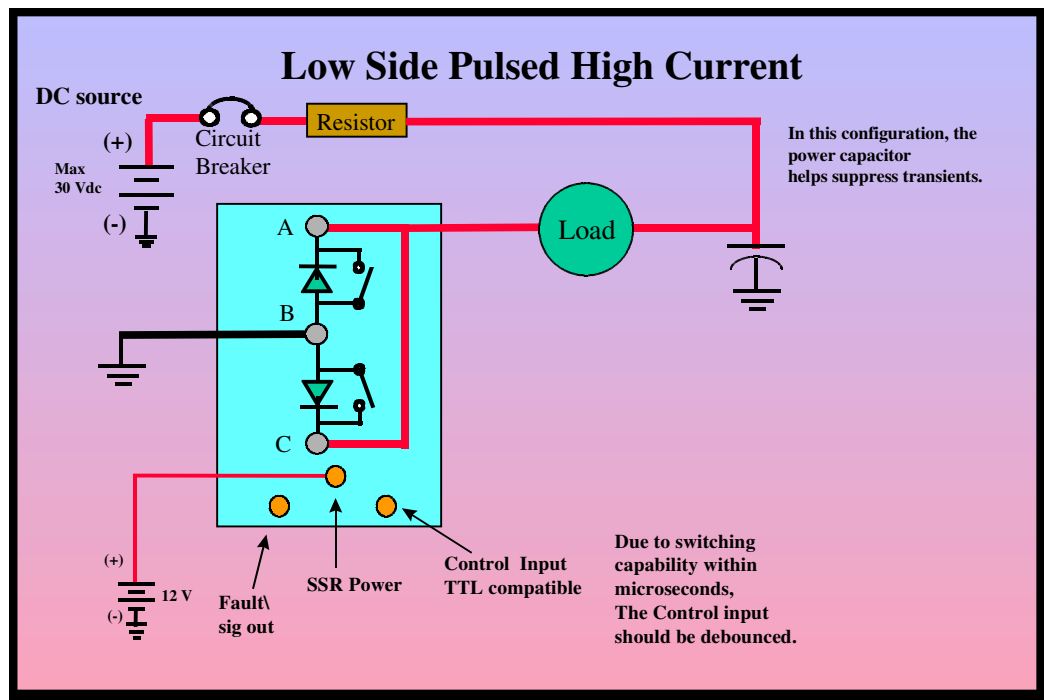 Low Side Pulsed High Current
DC source
(+)
Circuit
Breaker
Resistor
Max
30 Vdc
(-)
In this configuration, the
power capacitor
helps suppress transients.
A
Load
B
C
(+)
12 V
(-)
Fault\
sig out
SSR Power
Control Input
TTL compatible
Due to switching
capability within
microseconds,
The Control input
should be debounced.